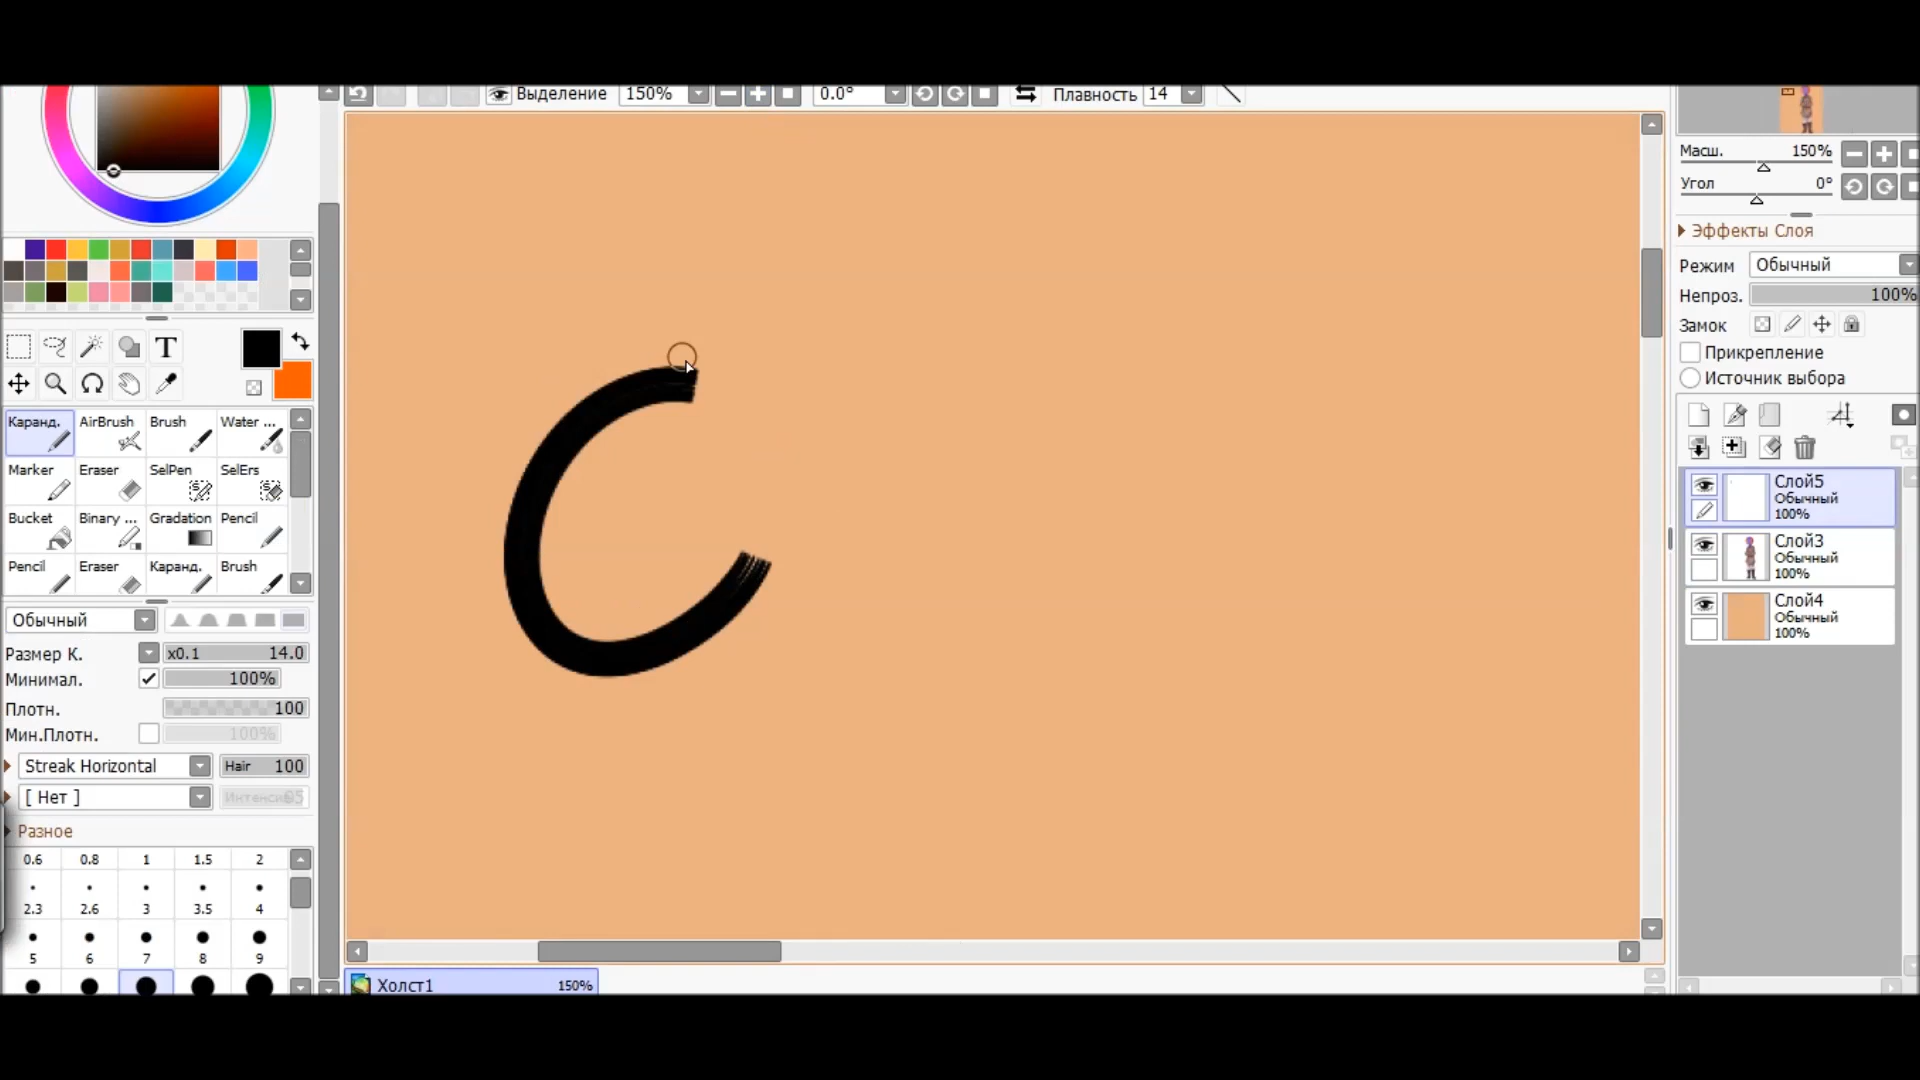 Выделение 150% 0.0° Плавность 14
Масш. 150%
Угол 0°
Эффекты Слоя
Режим Обычный
Непроз. 100%
Замок
Прикрепление
Источник выбора
Слой5
Обычный
100%
Слой3
Обычный
100%
Слой4
Обычный
100%
T
Каранд. AirBrush Brush Water ...
Marker Eraser SelPen SelErs
Bucket Binary ... Gradation Pencil
Pencil Eraser Каранд. Brush
Обычный
Размер К. x0.1 14.0
Минимал. 100%
Плотн. 100
Мин.Плотн. 100%
Streak Horizontal Hair 100
[ Нет ] 95
Разное
0.6 0.8 1 1.5 2
2.3 2.6 3 3.5 4
5 6 7 8 9
C
Холст1 150%